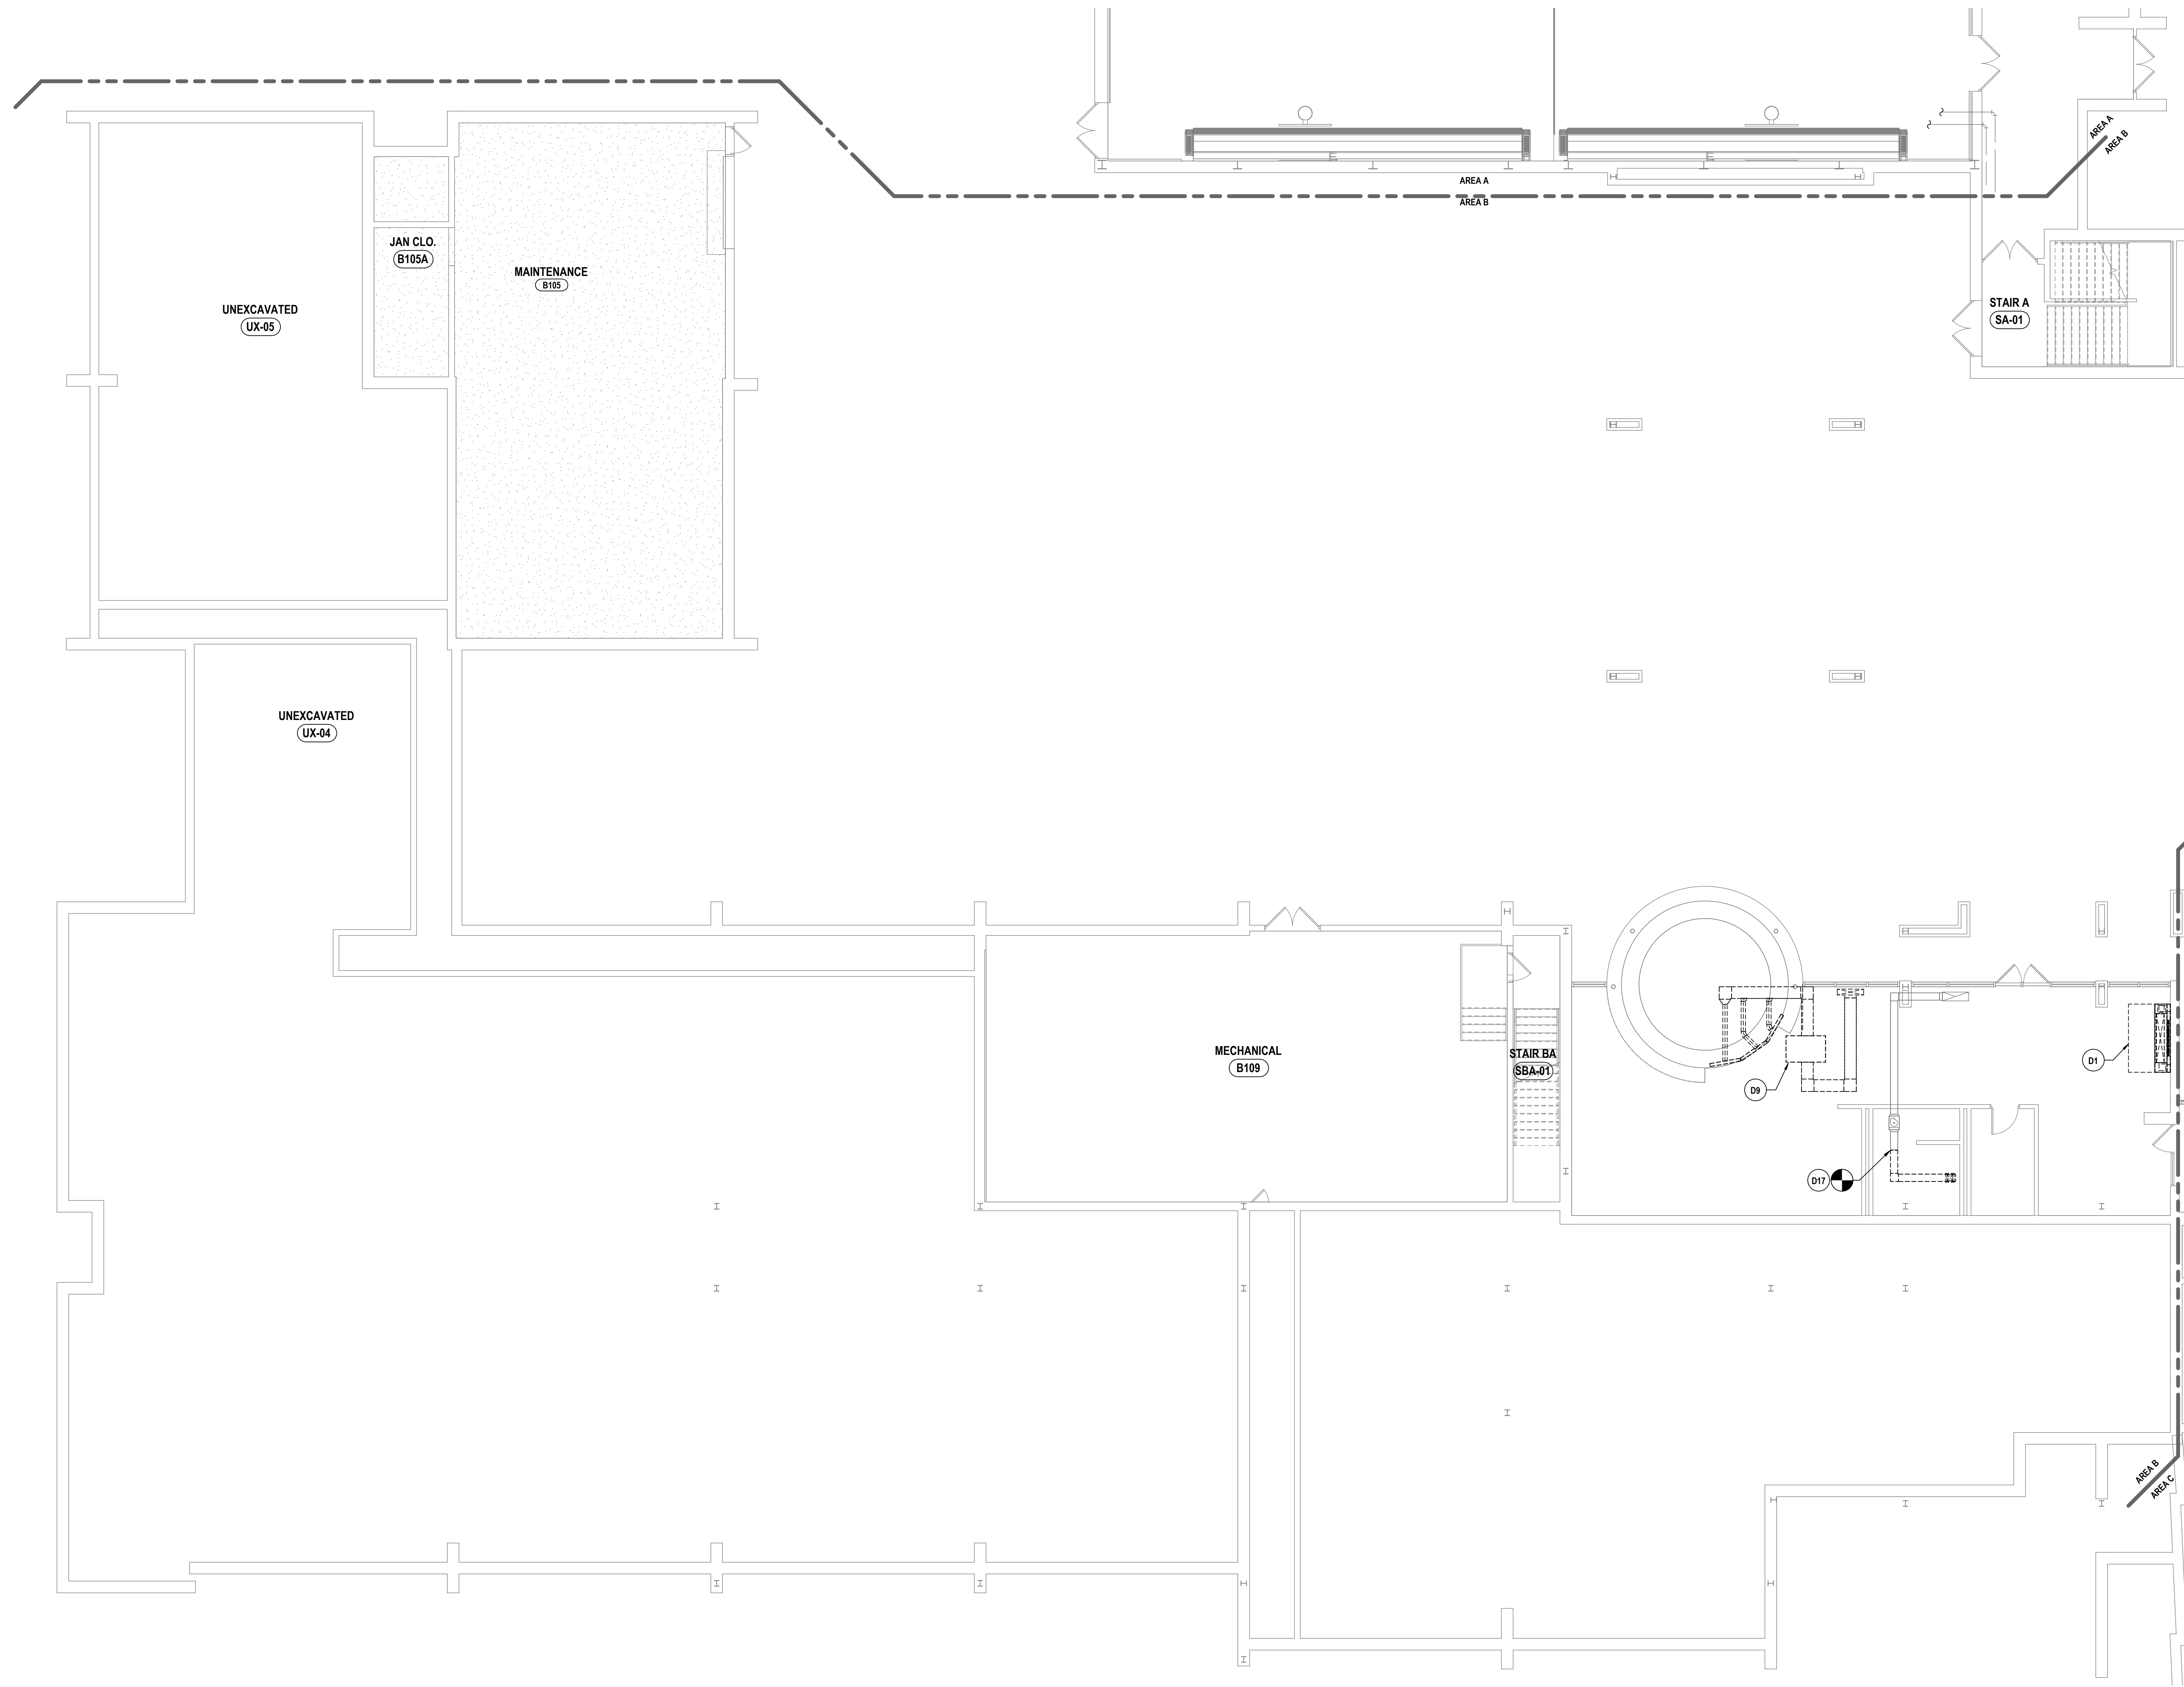 AREA A
AREA B
AREA A
AREA B
JAN CLO.
B105A
MAINTENANCE
B105
UNEXCAVATED
UX-05
STAIR A
SA-01
UNEXCAVATED
UX-04
MECHANICAL
B109
STAIR BA
SBA-01
D1
D9
D17
AREA B
AREA C